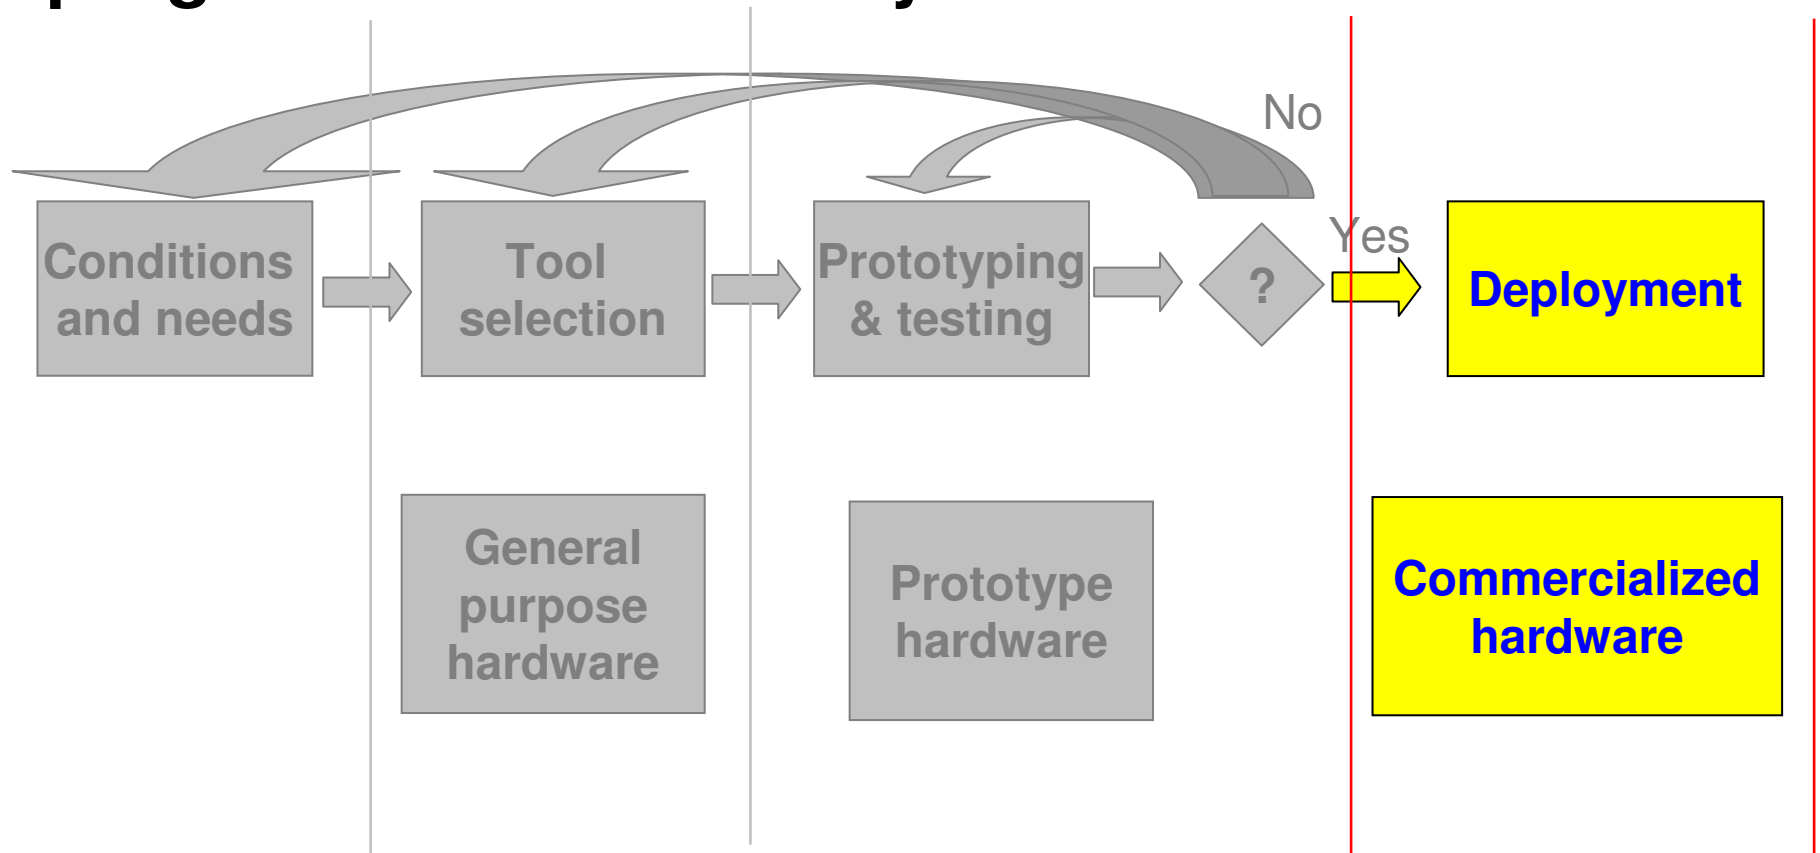 No
Yes
Conditions
and needs
Tool
selection
Prototyping
& testing
?
Deployment
General
purpose
hardware
Prototype
hardware
Commercialized
hardware